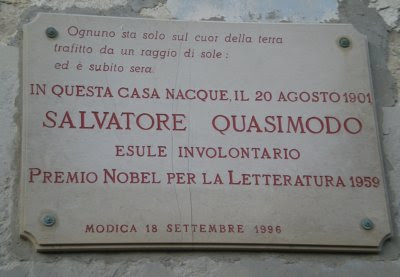 Ognuno sta solo sul cuor della terra
trafitto da un raggio di sole:
ed è subito sera.
IN QUESTA CASA NACQUE, IL 20 AGOSTO 1901
SALVATORE QUASIMODO
ESULE INVOLONTARIO
PREMIO NOBEL PER LA LETTERATURA 1959
MODICA 18 SETTEMBRE 1996